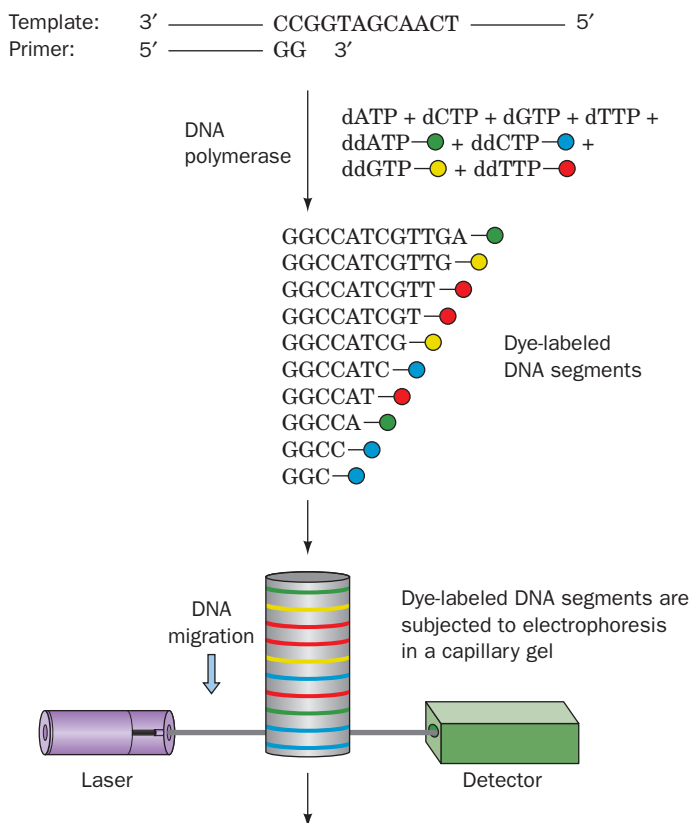 Template: 3′ CCGGTAGCAACT 5′
Primer: 5′ GG 3′
DNA
polymerase
dATP + dCTP + dGTP + dTTP +
ddATP + ddCTP +
ddGTP + ddTTP
GGCCATCGTTGA
GGCCATCGTTG
GGCCATCGTT
GGCCATCGT
GGCCATCG
GGCCATC
GGCCAT
GGCCA
GGCC
GGC
Dye-labeled
DNA segments
DNA
migration
Dye-labeled DNA segments are
subjected to electrophoresis
in a capillary gel
Laser
Detector